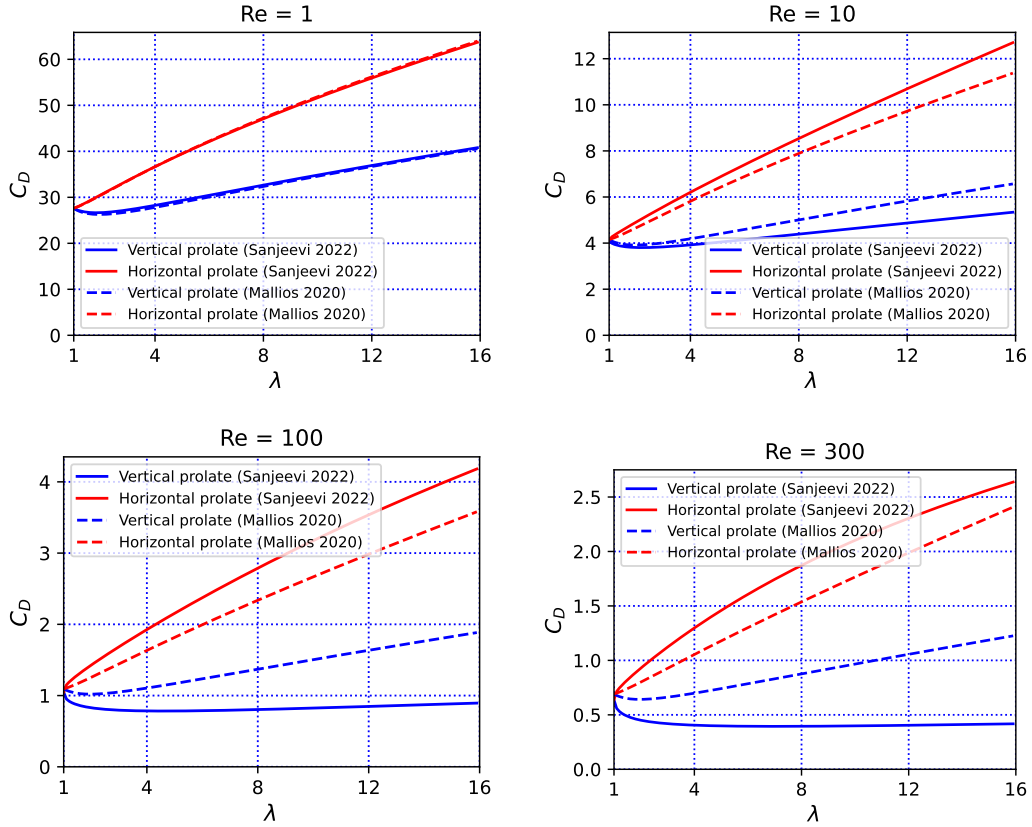 Re = 1
C_D
60
50
40
30
20
10
0
Vertical prolate (Sanjeevi 2022)
Horizontal prolate (Sanjeevi 2022)
Vertical prolate (Mallios 2020)
Horizontal prolate (Mallios 2020)
1 4 8 12 16
λ
Re = 10
C_D
12
10
8
6
4
2
0
Vertical prolate (Sanjeevi 2022)
Horizontal prolate (Sanjeevi 2022)
Vertical prolate (Mallios 2020)
Horizontal prolate (Mallios 2020)
1 4 8 12 16
λ
Re = 100
C_D
4
3
2
1
0
Vertical prolate (Sanjeevi 2022)
Horizontal prolate (Sanjeevi 2022)
Vertical prolate (Mallios 2020)
Horizontal prolate (Mallios 2020)
1 4 8 12 16
λ
Re = 300
C_D
2.5
2.0
1.5
1.0
0.5
0.0
Vertical prolate (Sanjeevi 2022)
Horizontal prolate (Sanjeevi 2022)
Vertical prolate (Mallios 2020)
Horizontal prolate (Mallios 2020)
1 4 8 12 16
λ